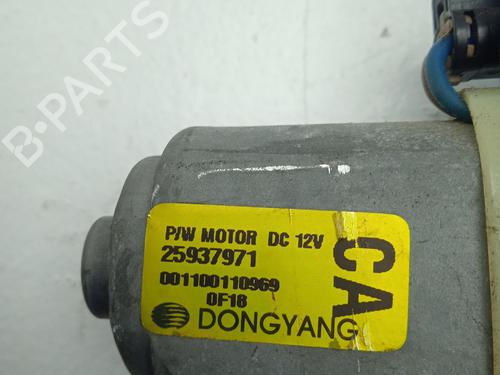 B-PARTS
P/W MOTOR DC 12V
25937971
001100110969
0F18
DONGYANG
CA